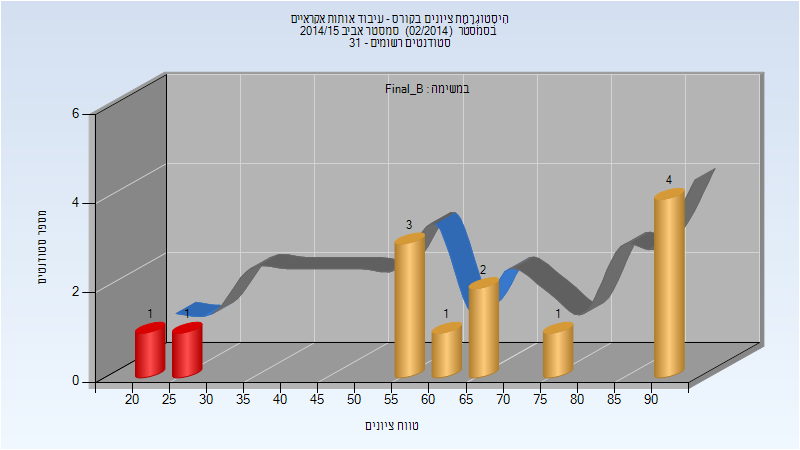 הִיסְטוֹגְרָמַת ציונים בקורס - עיבוד אותות אקראיים
בסמסטר (02/2014) סמסטר אביב 2014/15
סטודנטים רשומים - 31
במשימה : Final_B
מספר סטודנטים
6
4
2
0
1
1
3
1
2
1
4
20 25 30 35 40 45 50 55 60 65 70 75 80 85 90
טווח ציונים